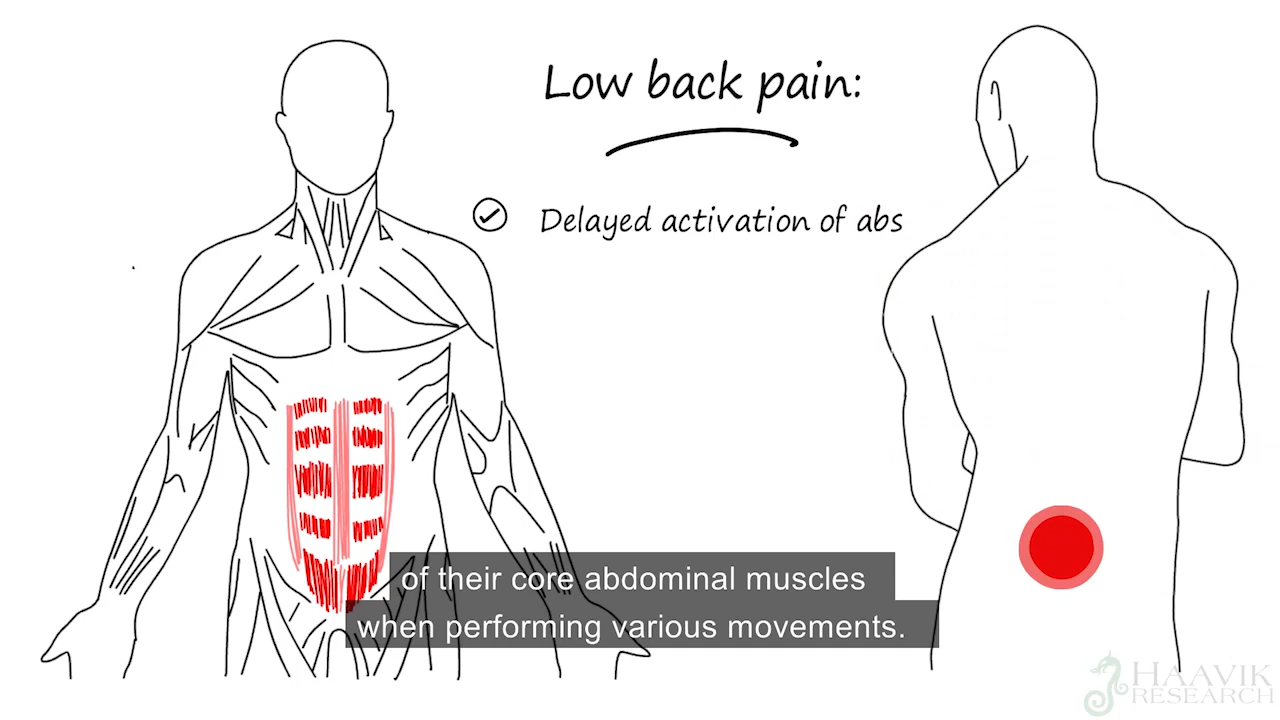 Low back pain:
Delayed activation of abs
of their core abdominal muscles
when performing various movements.
HAAVIK
RESEARCH